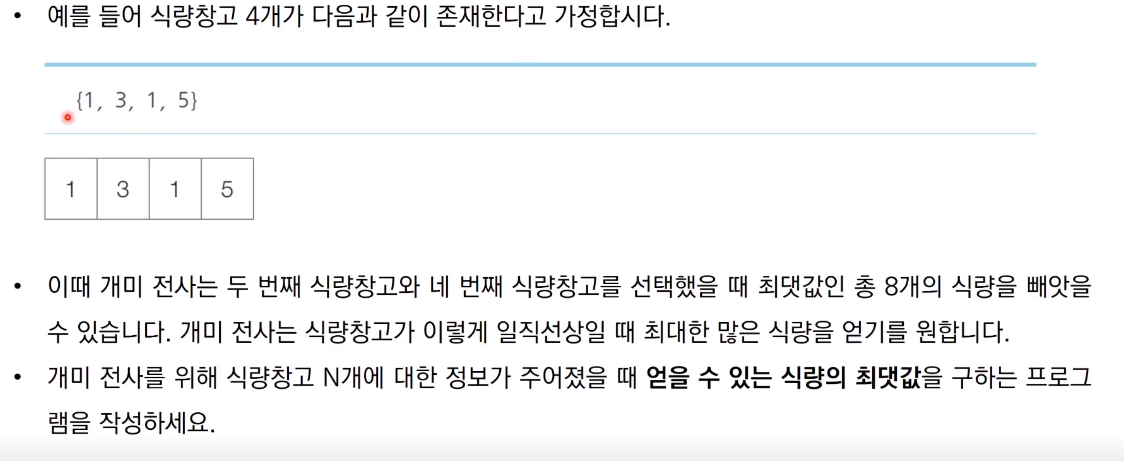 • 예를 들어 식량창고 4개가 다음과 같이 존재한다고 가정합시다.
{1, 3, 1, 5}
1 3 1 5
• 이때 개미 전사는 두 번째 식량창고와 네 번째 식량창고를 선택했을 때 최댓값인 총 8개의 식량을 빼앗을
수 있습니다. 개미 전사는 식량창고가 이렇게 일직선상일 때 최대한 많은 식량을 얻기를 원합니다.
• 개미 전사를 위해 식량창고 N개에 대한 정보가 주어졌을 때 얻을 수 있는 식량의 최댓값을 구하는 프로그
램을 작성하세요.